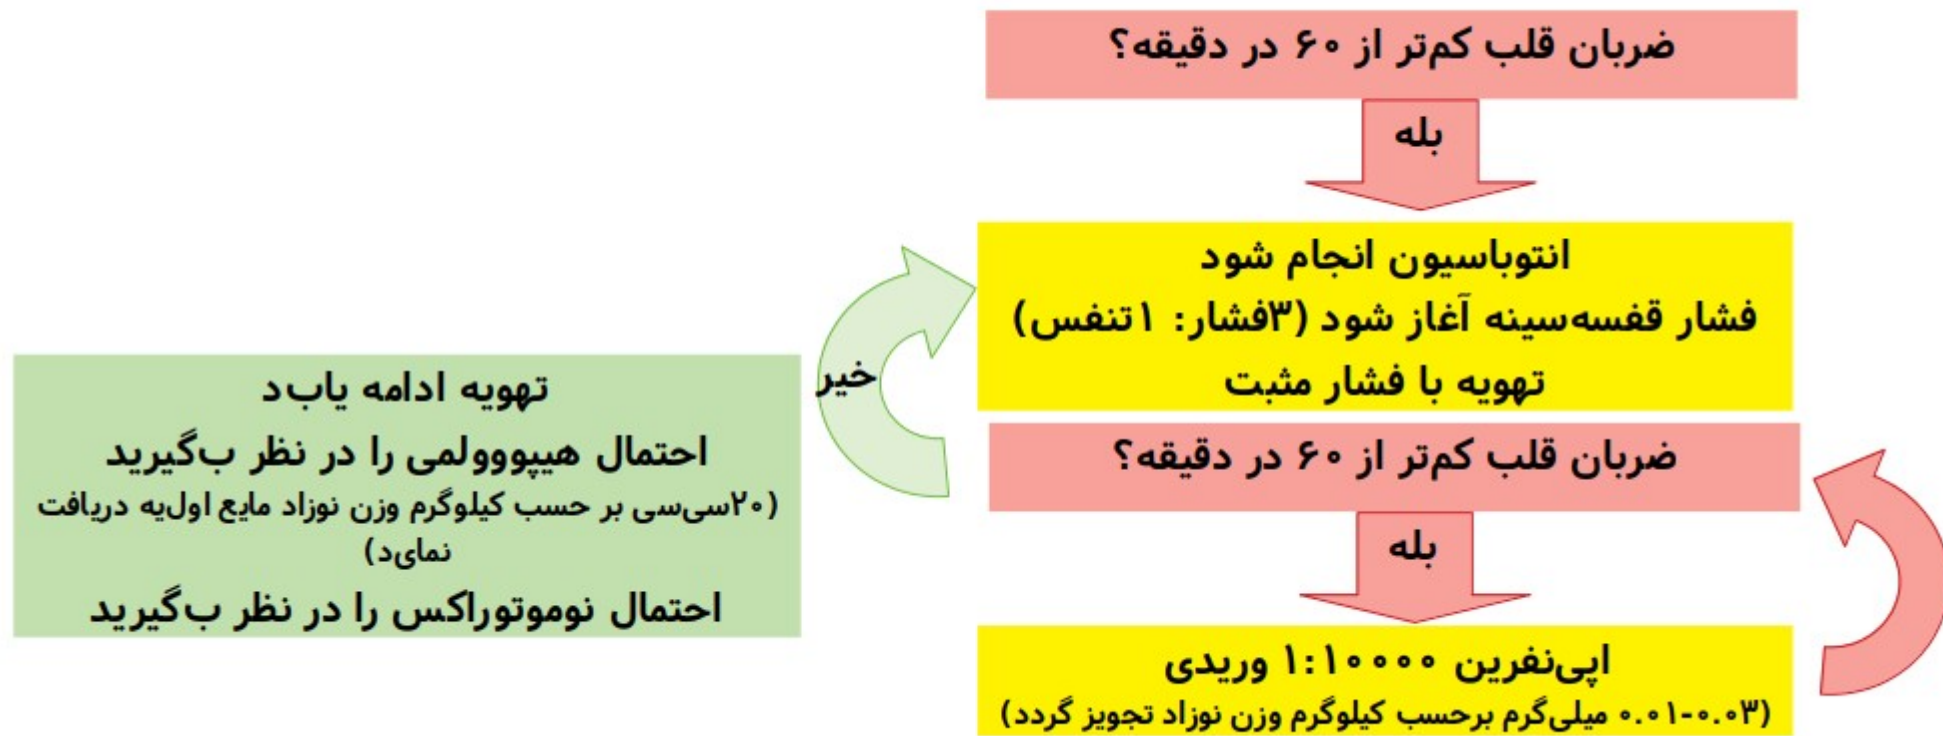 ضربان قلب کم‌تر از ۶۰ در دقیقه؟
بله
انتوباسیون انجام شود
فشار قفسه‌سینه آغاز شود (۳فشار: ۱تنفس)
تهویه با فشار مثبت
خیر
ضربان قلب کم‌تر از ۶۰ در دقیقه؟
بله
اپی‌نفرین ۱:۱۰۰۰۰ وریدی
(۰.۰۱-۰.۰۳ میلی‌گرم برحسب کیلوگرم وزن نوزاد تجویز گردد)
تهویه ادامه یاب‌د
احتمال هیپووولمی را در نظر ب‌گیرید
(۲۰سی‌سی بر حسب کیلوگرم وزن نوزاد مایع اول‌یه دریافت
نمای‌د)
احتمال نوموتوراکس را در نظر ب‌گیرید